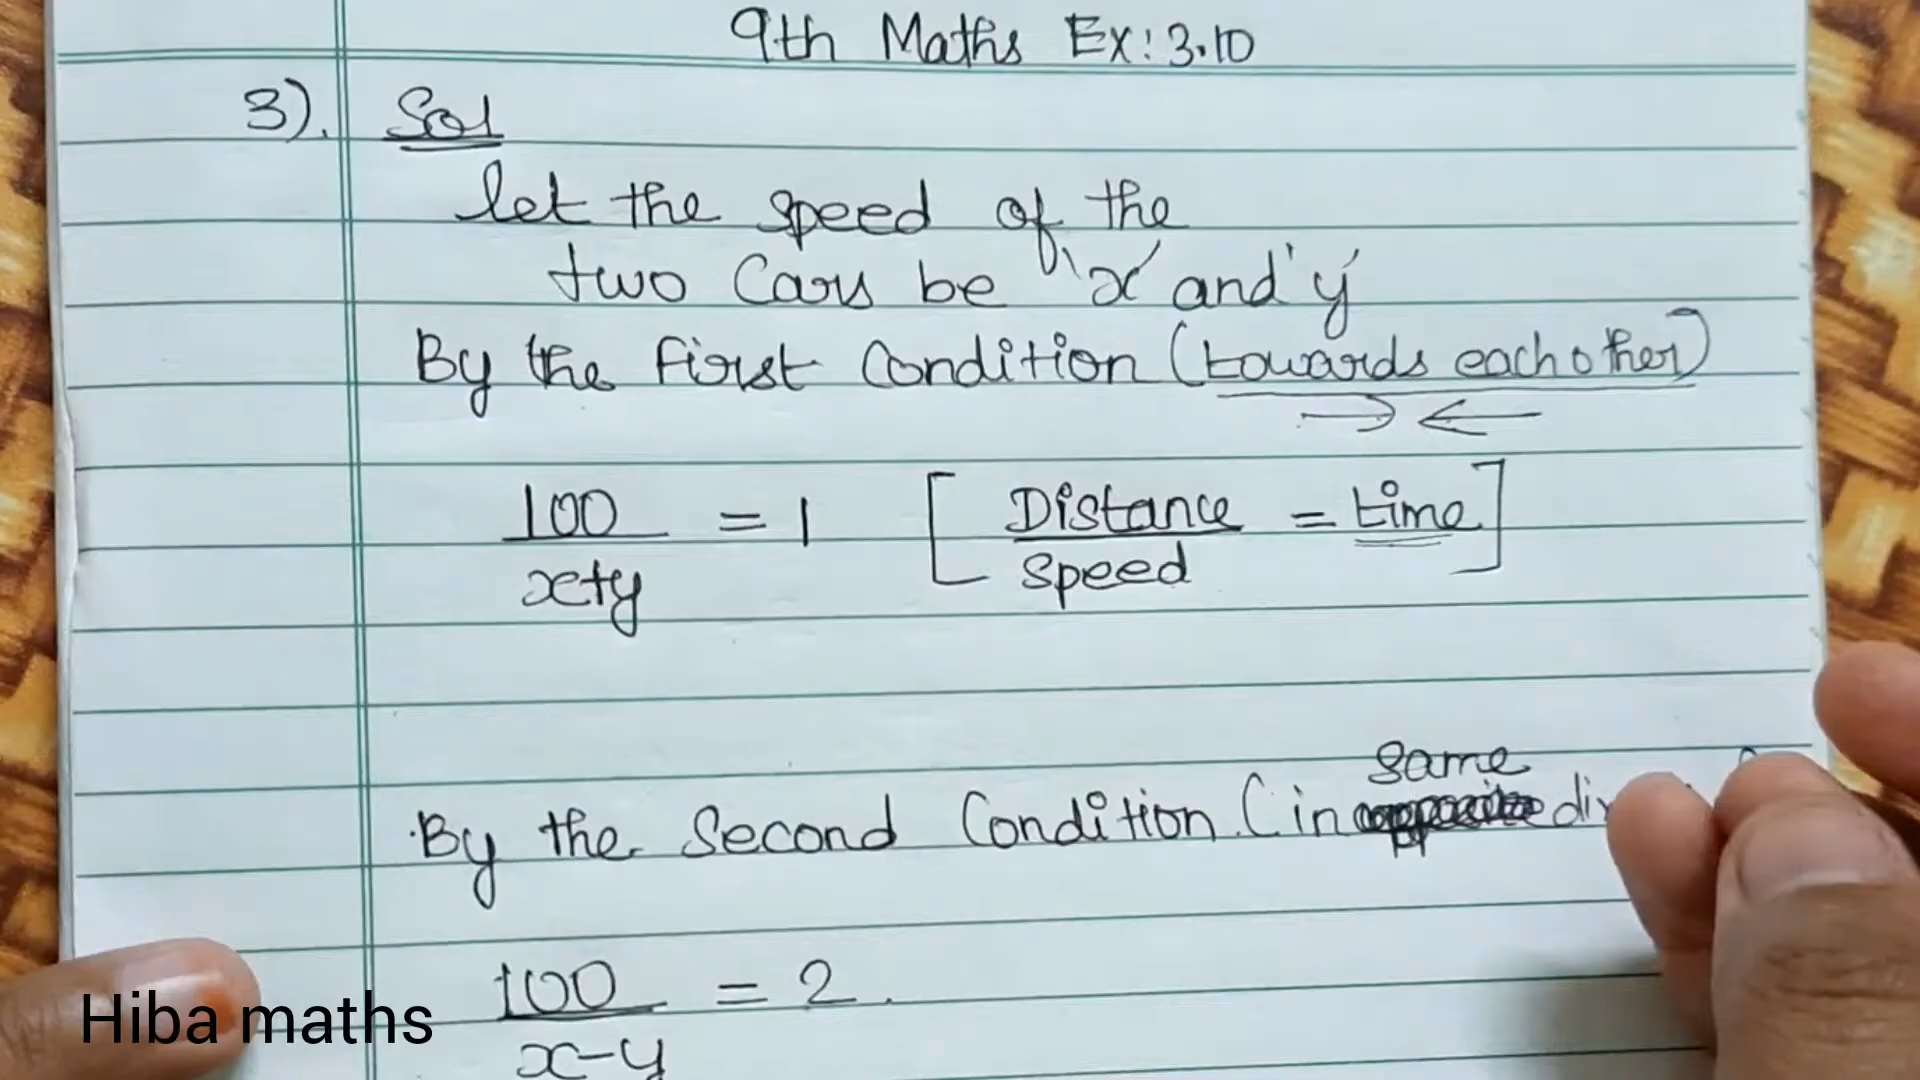 9th Maths Ex: 3.10
3). Sol
let the speed of the
two Cars be 'x' and 'y'
By the first Condition (towards each other)
→ ←
100/x+y = 1 [Distance/Speed = time]
same
By the Second Condition. (in
100/x-y = 2.
Hiba maths